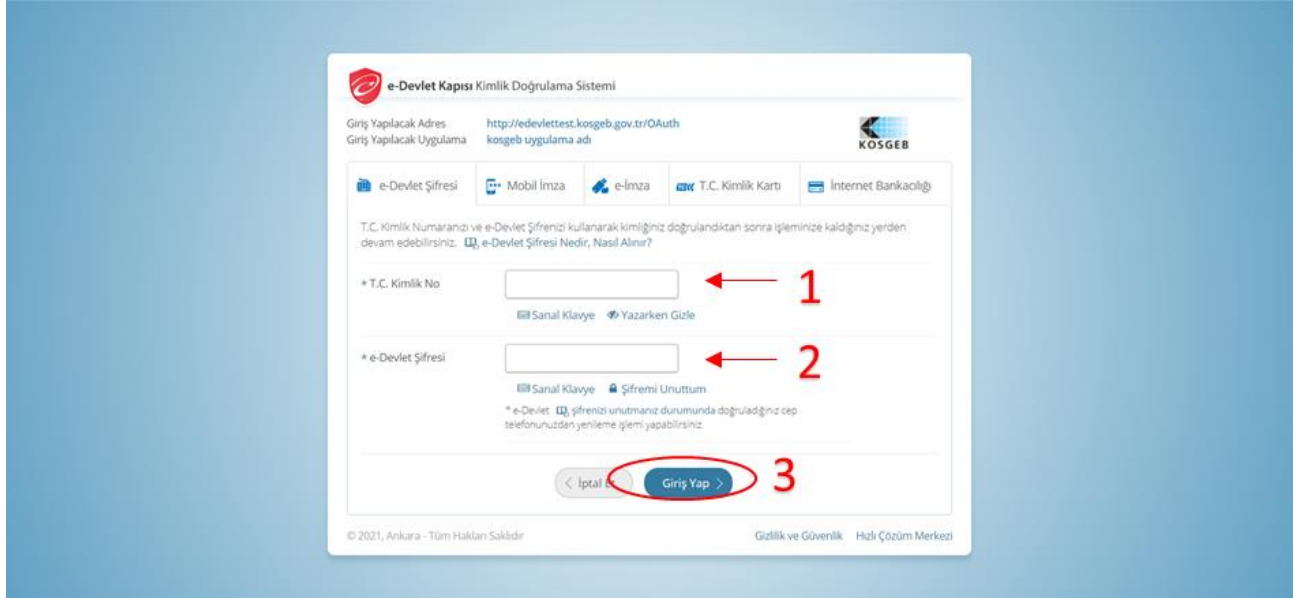 e-Devlet Kapısı Kimlik Doğrulama Sistemi
Giriş Yapılacak Adres http://edevlettest.kosgeb.gov.tr/OAuth
Giriş Yapılacak Uygulama kosgeb uygulama adı
KOSGEB
e-Devlet Şifresi Mobil İmza e-İmza T.C. Kimlik Kartı İnternet Bankacılığı
T.C. Kimlik Numaranızı ve e-Devlet Şifrenizi kullanarak kimliğiniz doğrulandıktan sonra işleminize kaldığınız yerden
devam edebilirsiniz. e-Devlet Şifresi Nedir, Nasıl Alınır?
* T.C. Kimlik No 1
Sanal Klavye Yazarken Gizle
* e-Devlet Şifresi 2
Sanal Klavye Şifremi Unuttum
* e-Devlet şifrenizi unutmanız durumunda doğruladığınız cep
telefonunuzdan yenileme işlemi yapabilirsiniz.
İptal Et Giriş Yap 3
© 2021, Ankara - Tüm Hakları Saklıdır Gizlilik ve Güvenlik Hızlı Çözüm Merkezi